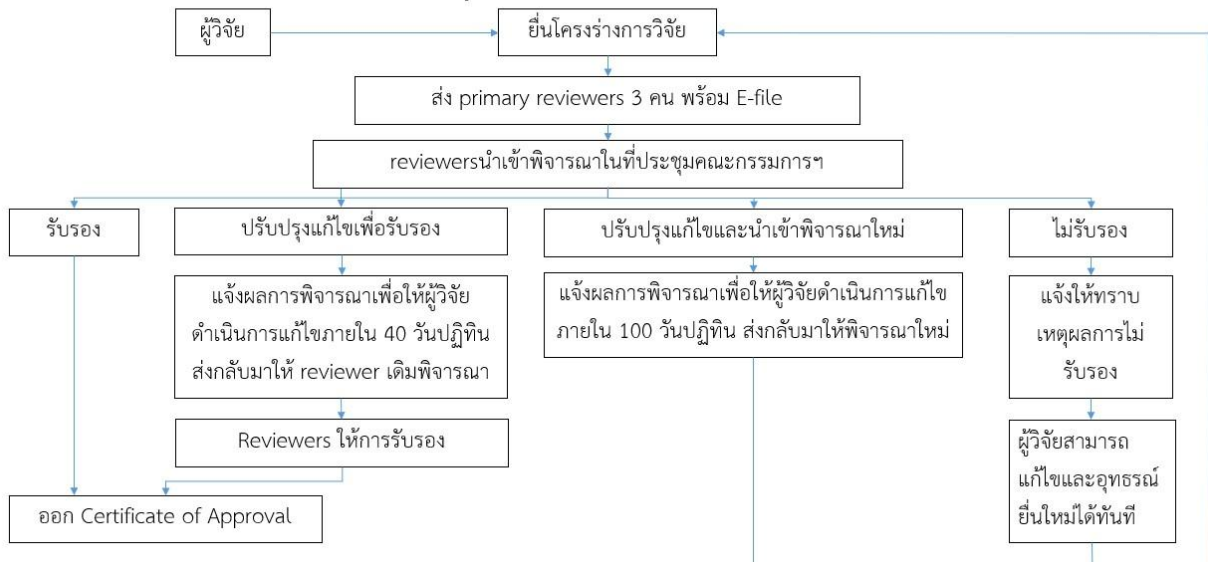 ผู้วิจัย
ยื่นโครงร่างการวิจัย
ส่ง primary reviewers 3 คน พร้อม E-file
reviewersนำเข้าพิจารณาในที่ประชุมคณะกรรมการฯ
รับรอง
ปรับปรุงแก้ไขเพื่อรับรอง
ปรับปรุงแก้ไขและนำเข้าพิจารณาใหม่
ไม่รับรอง
แจ้งผลการพิจารณาเพื่อให้ผู้วิจัย
ดำเนินการแก้ไขภายใน 40 วันปฏิทิน
ส่งกลับมาให้ reviewer เดิมพิจารณา
แจ้งผลการพิจารณาเพื่อให้ผู้วิจัยดำเนินการแก้ไข
ภายใน 100 วันปฏิทิน ส่งกลับมาให้พิจารณาใหม่
แจ้งให้ทราบ
เหตุผลการไม่
รับรอง
Reviewers ให้การรับรอง
ผู้วิจัยสามารถ
แก้ไขและอุทธรณ์
ยื่นใหม่ได้ทันที
ออก Certificate of Approval